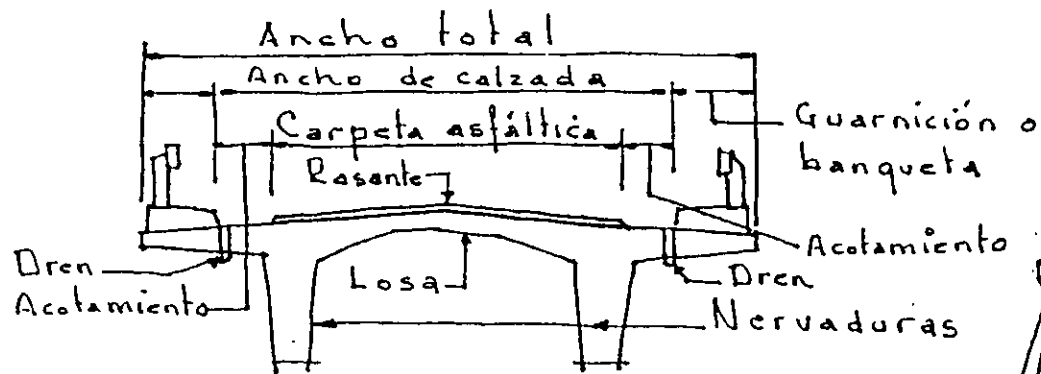 Ancho total
Ancho de calzada
Carpeta asfáltica
Guarnición o
banqueta
Rasante
Acotamiento
Dren
Losa
Dren
Acotamiento
Nervaduras